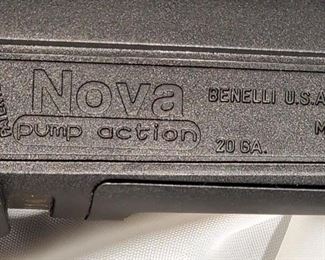 Nova
pump action
BENELLI U.S.A
M
20 GA.